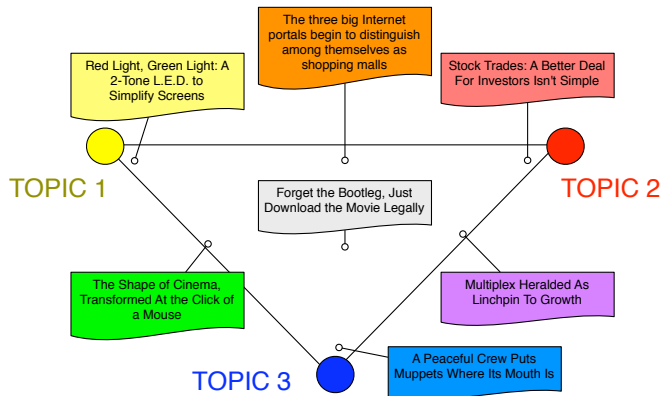 The three big Internet
portals begin to distinguish
among themselves as
shopping malls
Red Light, Green Light: A
2-Tone L.E.D. to
Simplify Screens
Stock Trades: A Better Deal
For Investors Isn't Simple
TOPIC 1
TOPIC 2
Forget the Bootleg, Just
Download the Movie Legally
The Shape of Cinema,
Transformed At the Click of
a Mouse
Multiplex Heralded As
Linchpin To Growth
TOPIC 3
A Peaceful Crew Puts
Muppets Where Its Mouth Is